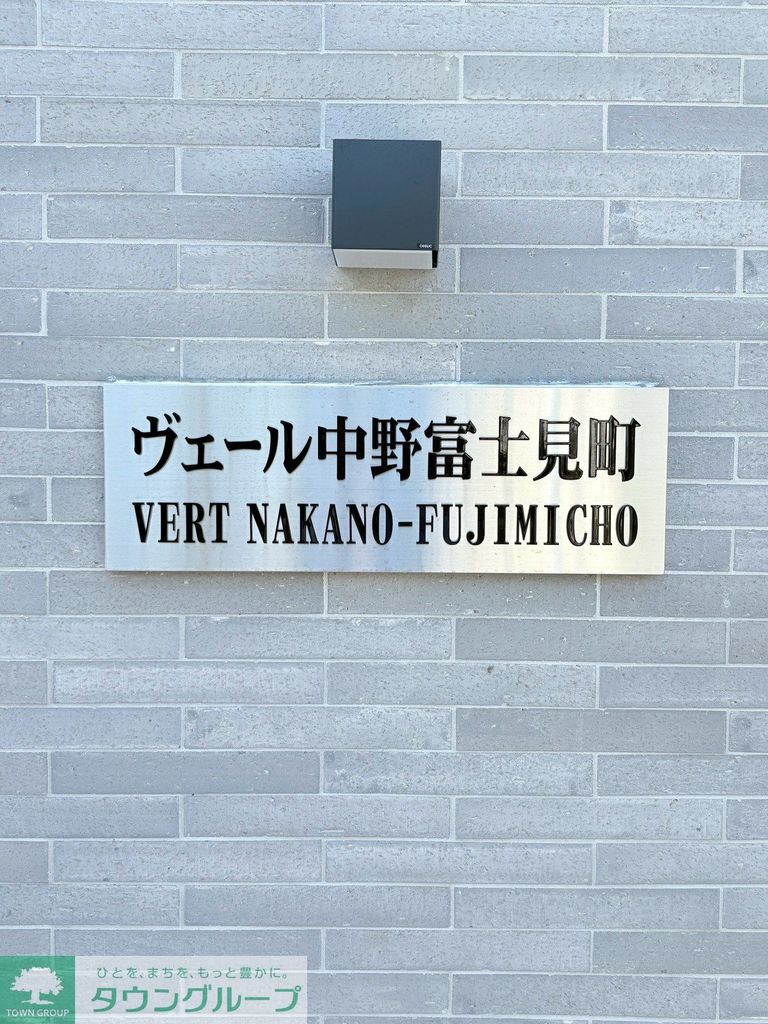 ヴェール中野富士見町
VERT NAKANO-FUJIMICHO
ひとを、まちを、もっと豊かに。
タウングループ
TOWN GROUP